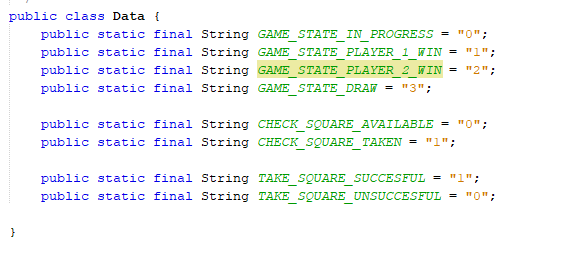 public class Data {
public static final String GAME_STATE_IN_PROGRESS = "0";
public static final String GAME_STATE_PLAYER_1_WIN = "1";
public static final String GAME_STATE_PLAYER_2_WIN = "2";
public static final String GAME_STATE_DRAW = "3";
public static final String CHECK_SQUARE_AVAILABLE = "0";
public static final String CHECK_SQUARE_TAKEN = "1";
public static final String TAKE_SQUARE_SUCCESFUL = "1";
public static final String TAKE_SQUARE_UNSUCCESFUL = "0";
}